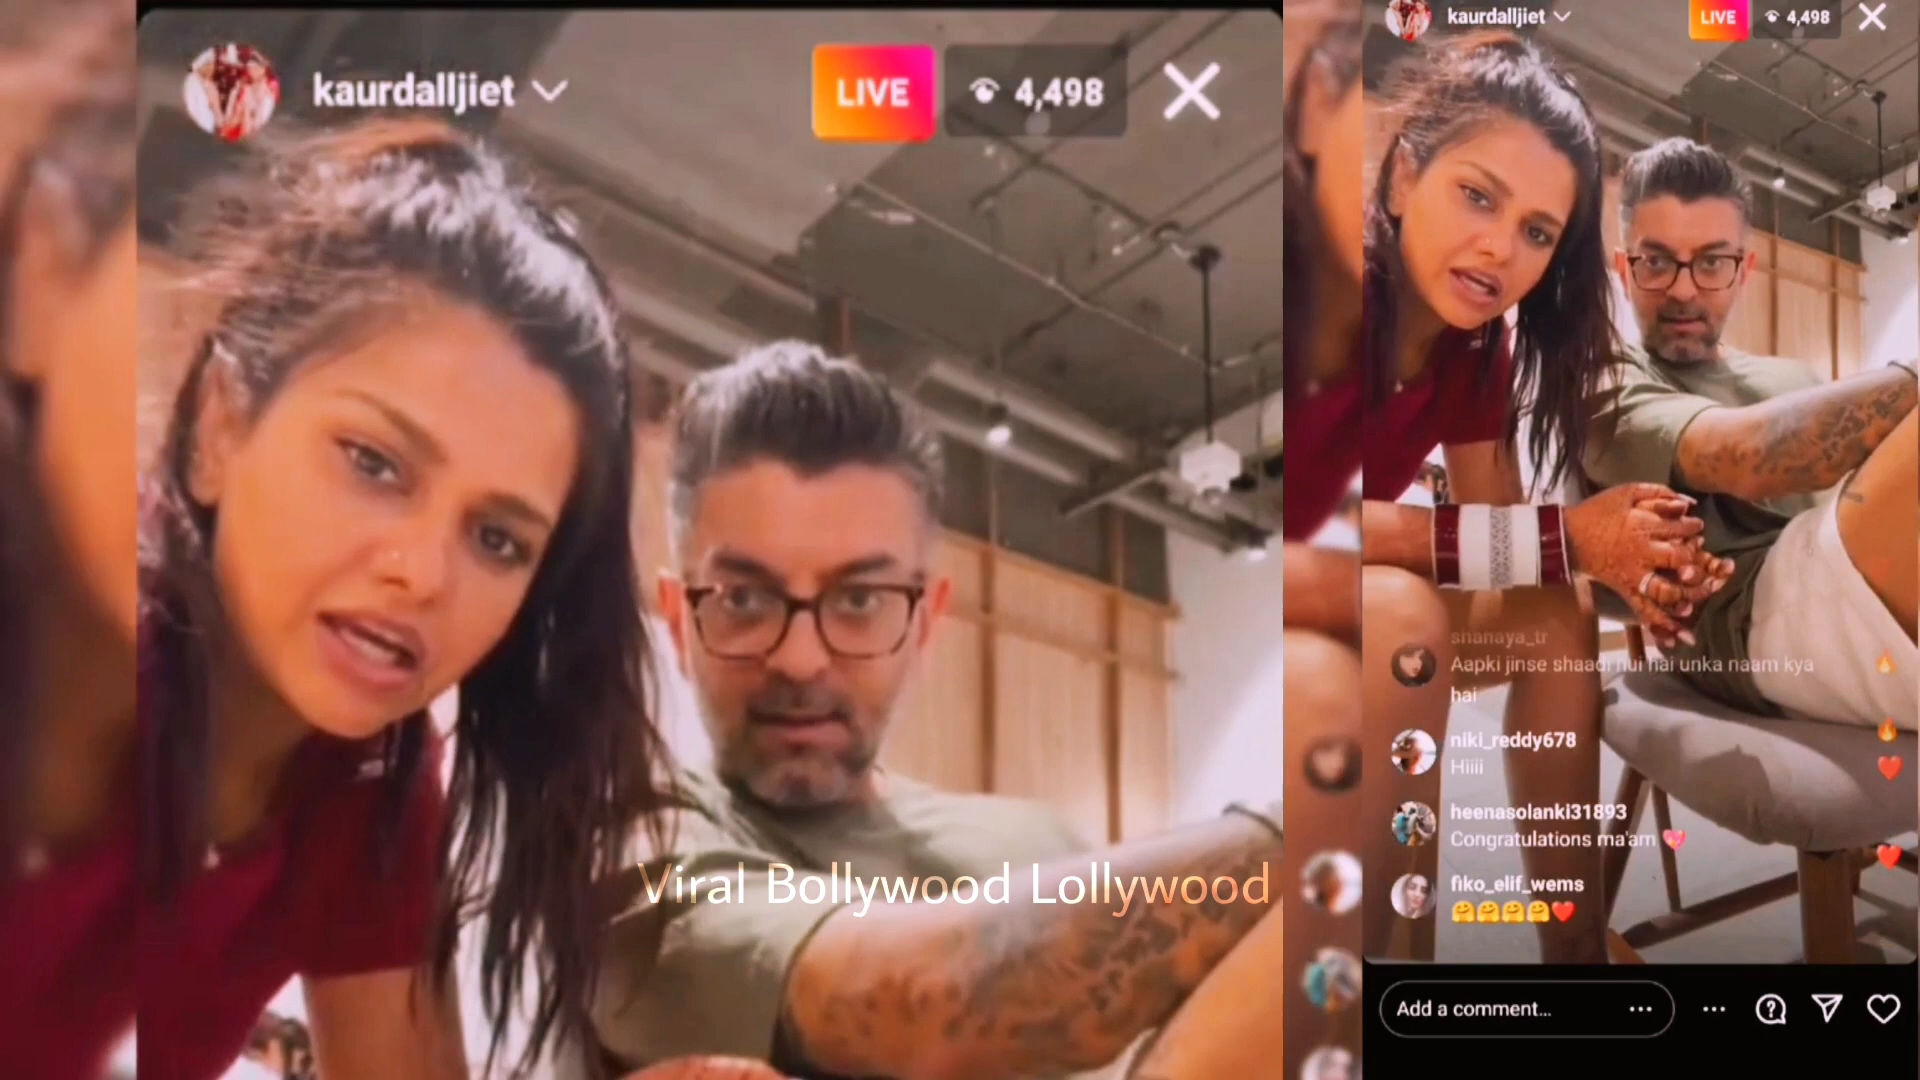 kaurdalljiet
LIVE
4,498
Viral Bollywood Lollywood
kaurdalljiet
LIVE
4,498
shanaya_tr
Aapki jinse shaadi hui hai unka naam kya
hai
niki_reddy678
Hiiii
heenasolanki31893
Congratulations ma'am 💖
fiko_elif_wems
🤗🤗🤗🤗❤️
Add a comment...